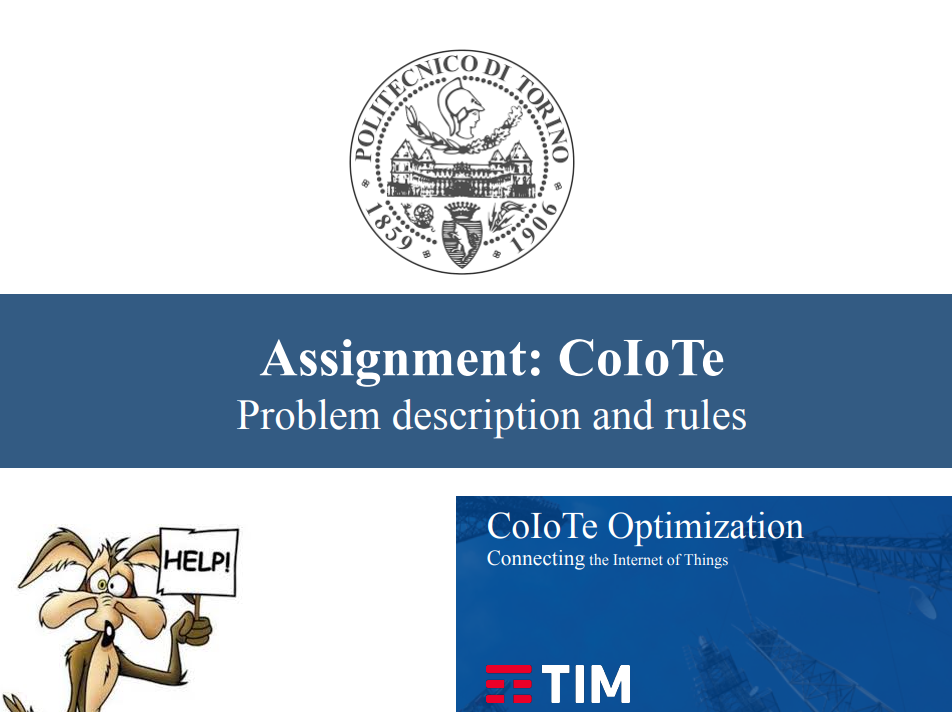 POLITECNICO DI TORINO
1859
1906
Assignment: CoIoTe
Problem description and rules
HELP!
CoIoTe Optimization
Connecting the Internet of Things
TIM